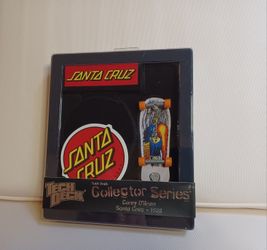 SANTA CRUZ
SANTA
CRUZ
TECH
DECK
Collector Series
Corey O'Brien
Santa Cruz - 1988